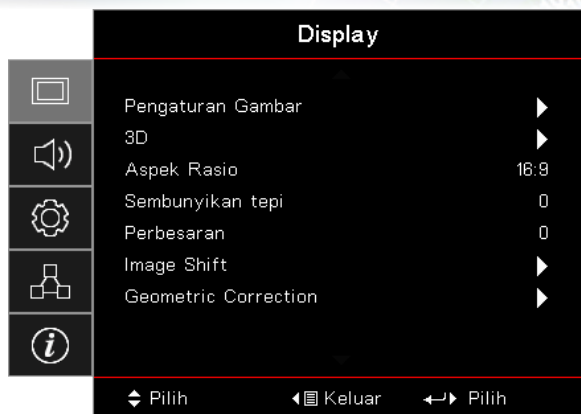 Display
Pengaturan Gambar
3D
Aspek Rasio 16:9
Sembunyikan tepi 0
Perbesaran 0
Image Shift
Geometric Correction
Pilih Keluar Pilih